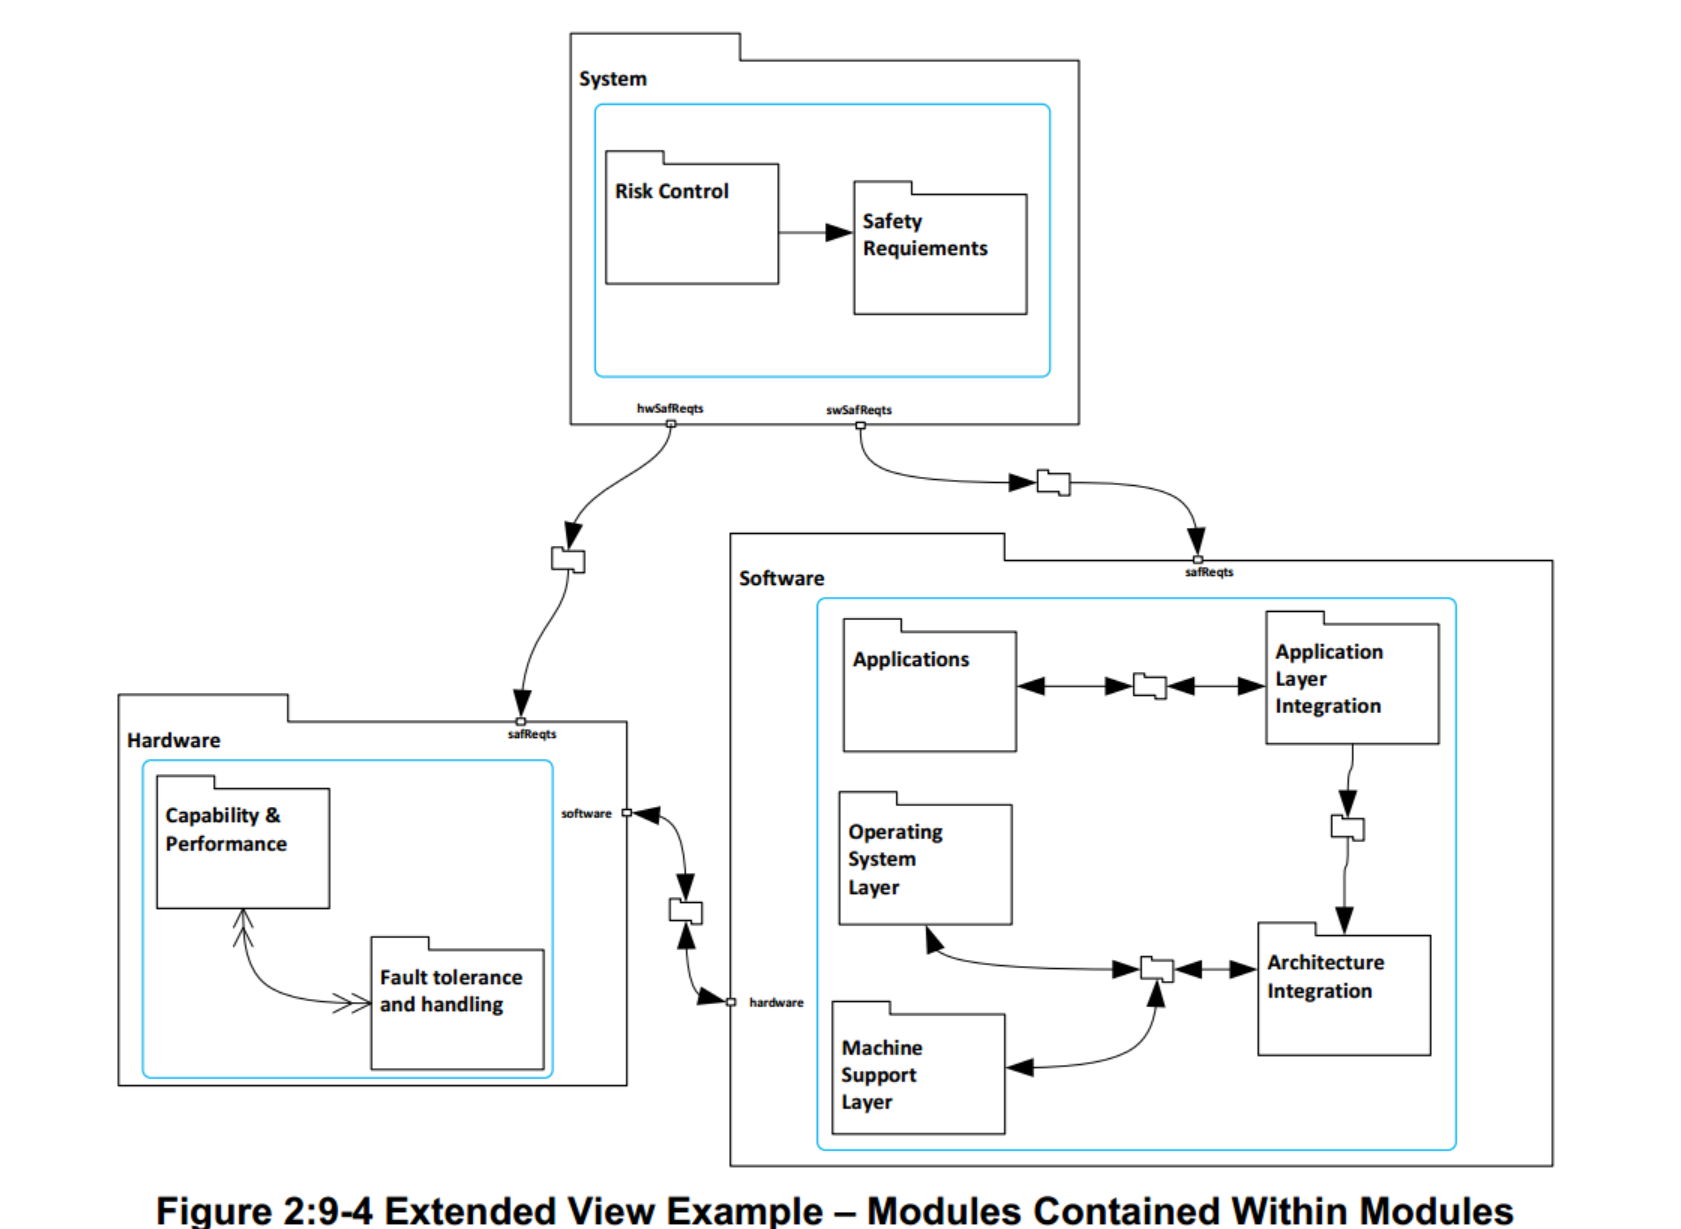 System
Risk Control
Safety
Requiements
hwSafReqts
swSafReqts
safReqts
Software
Applications
Application
Layer
Integration
safReqts
Hardware
Capability &
Performance
software
Operating
System
Layer
Fault tolerance
and handling
Architecture
Integration
hardware
Machine
Support
Layer
Figure 2:9-4 Extended View Example – Modules Contained Within Modules